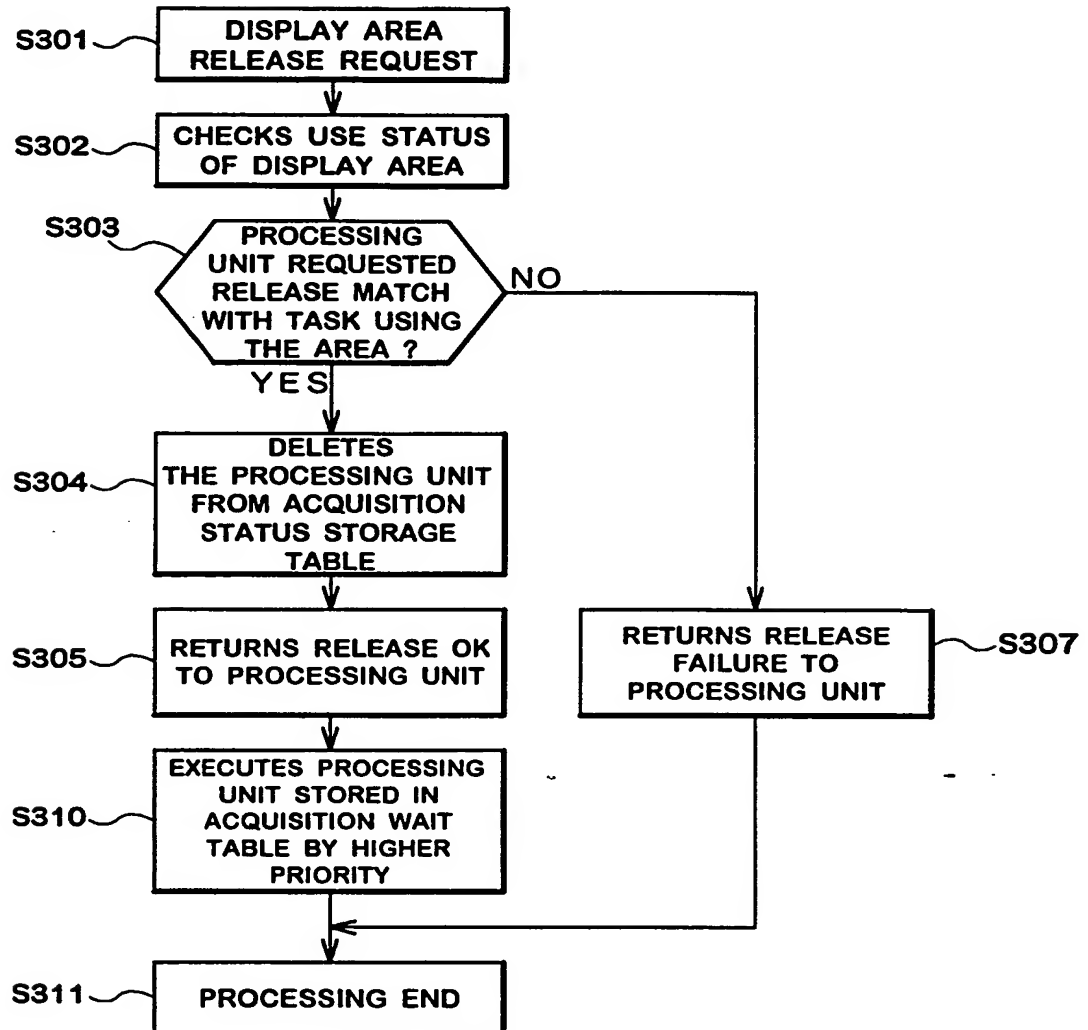 S301
DISPLAY AREA
RELEASE REQUEST
S302
CHECKS USE STATUS
OF DISPLAY AREA
S303
PROCESSING
UNIT REQUESTED
RELEASE MATCH
WITH TASK USING
THE AREA ?
NO
YES
S304
DELETES
THE PROCESSING UNIT
FROM ACQUISITION
STATUS STORAGE
TABLE
S305
RETURNS RELEASE OK
TO PROCESSING UNIT
RETURNS RELEASE
FAILURE TO
PROCESSING UNIT
S307
S310
EXECUTES PROCESSING
UNIT STORED IN
ACQUISITION WAIT
TABLE BY HIGHER
PRIORITY
S311
PROCESSING END